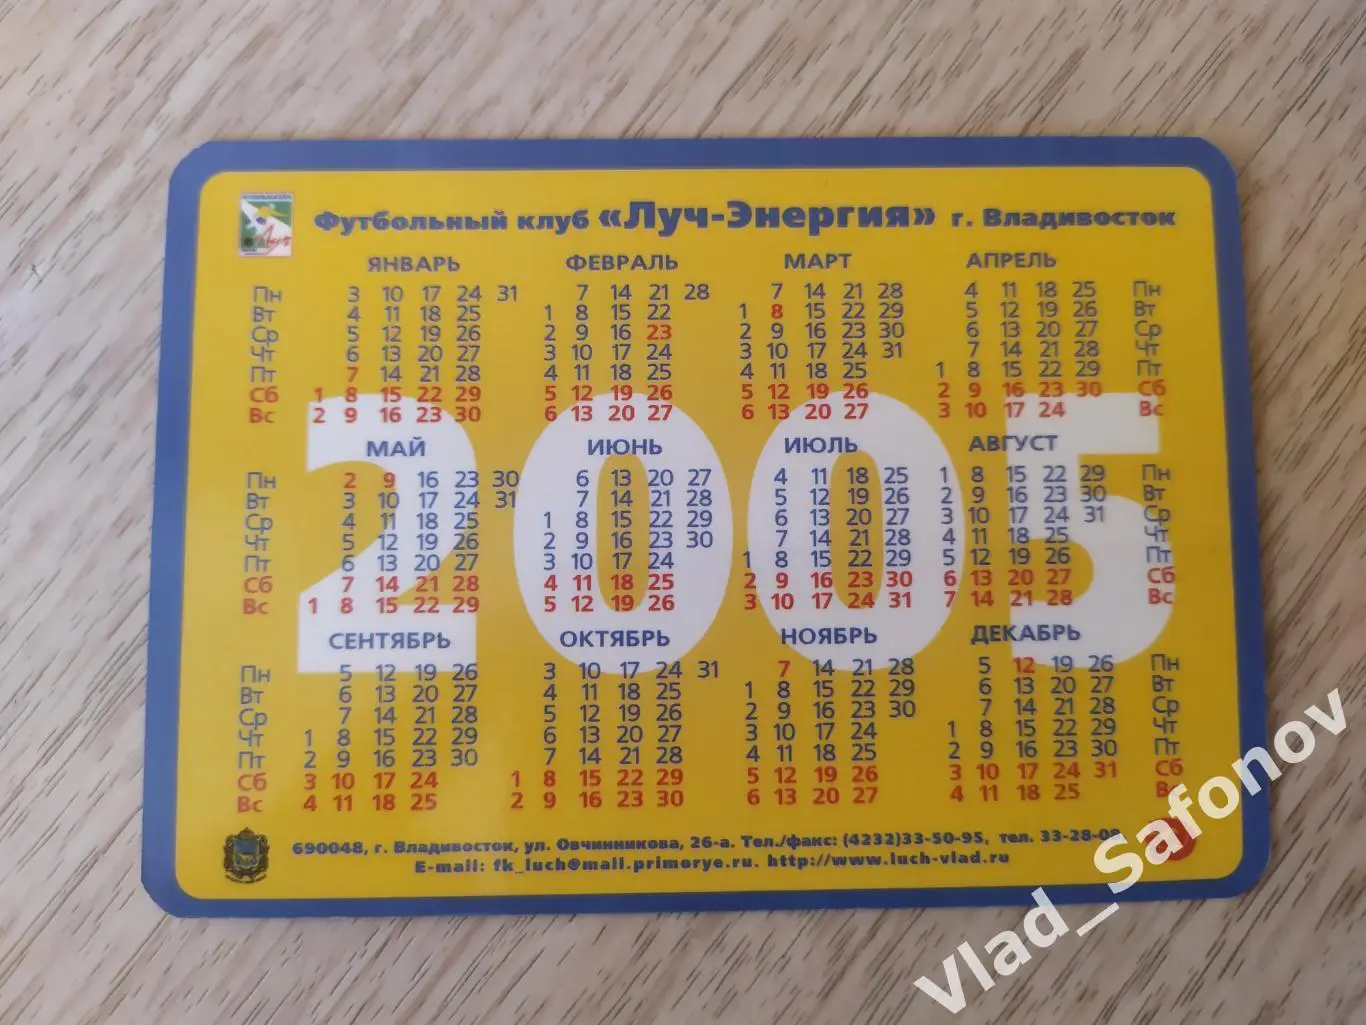 Футбольный клуб «Луч-Энергия» г. Владивосток
ЯНВАРЬ ФЕВРАЛЬ МАРТ АПРЕЛЬ
Пн 3 10 17 24 31 7 14 21 28 7 14 21 28 4 11 18 25 Пн
Вт 4 11 18 25 1 8 15 22 1 8 15 22 29 5 12 19 26 Вт
Ср 5 12 19 26 2 9 16 23 2 9 16 23 30 6 13 20 27 Ср
Чт 6 13 20 27 3 10 17 24 3 10 17 24 31 7 14 21 28 Чт
Пт 7 14 21 28 4 11 18 25 4 11 18 25 1 8 15 22 29 Пт
Сб 1 8 15 22 29 5 12 19 26 5 12 19 26 2 9 16 23 30 Сб
Вс 2 9 16 23 30 6 13 20 27 6 13 20 27 3 10 17 24 Вс
2005
МАЙ ИЮНЬ ИЮЛЬ АВГУСТ
Пн 2 9 16 23 30 6 13 20 27 4 11 18 25 1 8 15 22 29 Пн
Вт 3 10 17 24 31 7 14 21 28 5 12 19 26 2 9 16 23 30 Вт
Ср 4 11 18 25 1 8 15 22 29 6 13 20 27 3 10 17 24 31 Ср
Чт 5 12 19 26 2 9 16 23 30 7 14 21 28 4 11 18 25 Чт
Пт 6 13 20 27 3 10 17 24 1 8 15 22 29 5 12 19 26 Пт
Сб 7 14 21 28 4 11 18 25 2 9 16 23 30 6 13 20 27 Сб
Вс 1 8 15 22 29 5 12 19 26 3 10 17 24 31 7 14 21 28 Вс
СЕНТЯБРЬ ОКТЯБРЬ НОЯБРЬ ДЕКАБРЬ
Пн 5 12 19 26 3 10 17 24 31 7 14 21 28 5 12 19 26 Пн
Вт 6 13 20 27 4 11 18 25 1 8 15 22 29 6 13 20 27 Вт
Ср 7 14 21 28 5 12 19 26 2 9 16 23 30 7 14 21 28 Ср
Чт 1 8 15 22 29 6 13 20 27 3 10 17 24 1 8 15 22 29 Чт
Пт 2 9 16 23 30 7 14 21 28 4 11 18 25 2 9 16 23 30 Пт
Сб 3 10 17 24 1 8 15 22 29 5 12 19 26 3 10 17 24 31 Сб
Вс 4 11 18 25 2 9 16 23 30 6 13 20 27 4 11 18 25 Вс
690048, г. Владивосток, ул. Овчинникова, 26-а. Тел./факс: (4232)33-50-95, тел. 33-28-08
E-mail: fk_luch@mail.primorye.ru. http://www.luch-vlad.ru
Vlad_Safonov